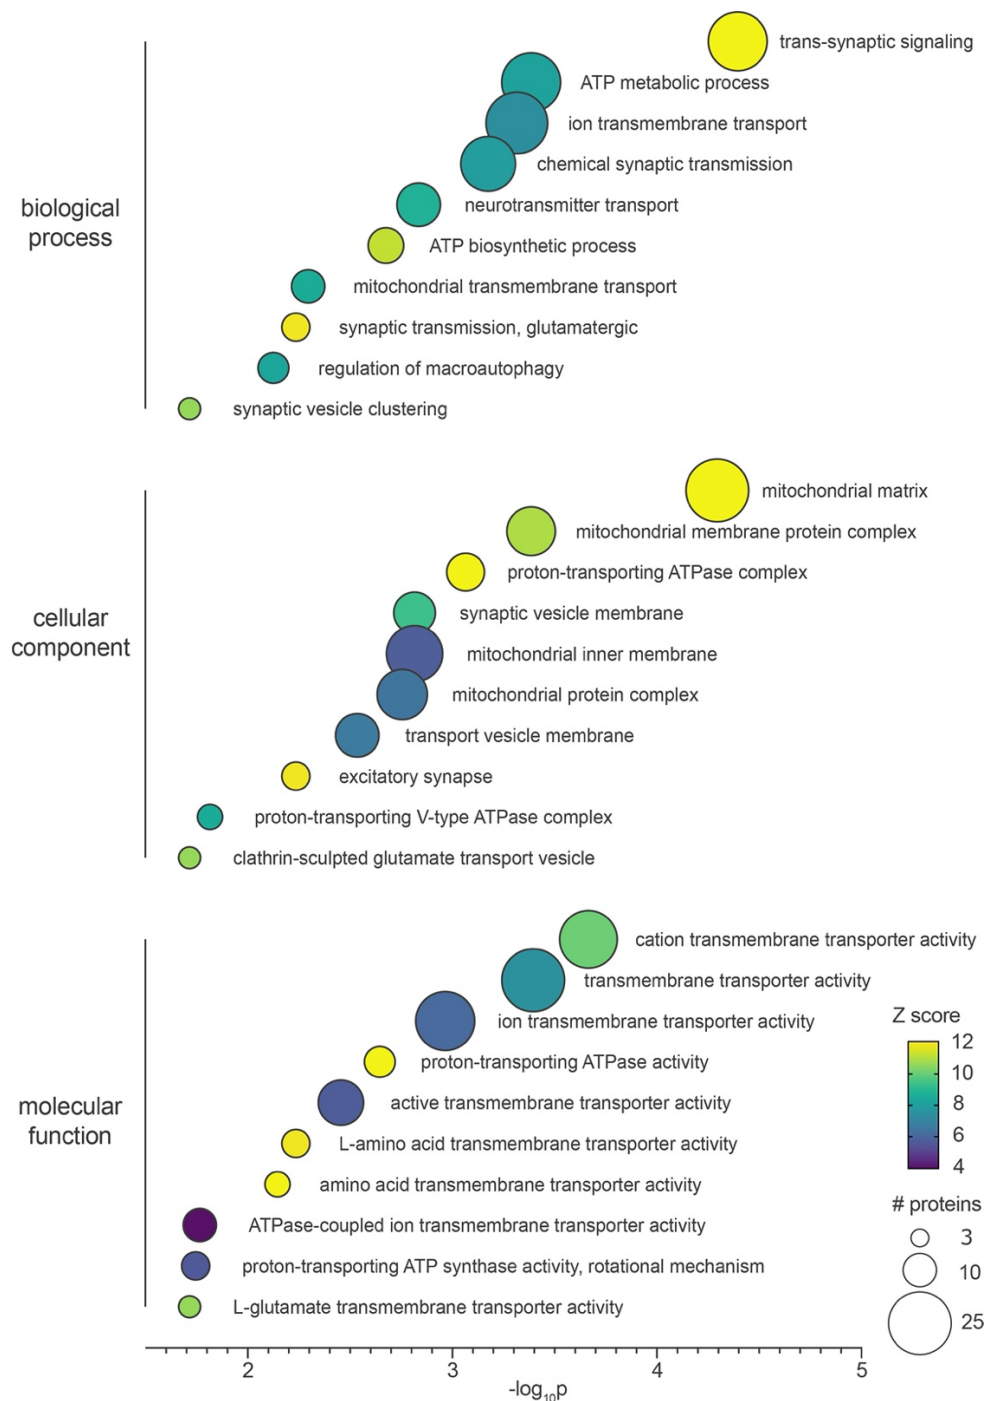 trans-synaptic signaling
ATP metabolic process
ion transmembrane transport
chemical synaptic transmission
biological
process
neurotransmitter transport
ATP biosynthetic process
mitochondrial transmembrane transport
synaptic transmission, glutamatergic
regulation of macroautophagy
synaptic vesicle clustering
mitochondrial matrix
mitochondrial membrane protein complex
proton-transporting ATPase complex
cellular
component
synaptic vesicle membrane
mitochondrial inner membrane
mitochondrial protein complex
transport vesicle membrane
excitatory synapse
proton-transporting V-type ATPase complex
clathrin-sculpted glutamate transport vesicle
cation transmembrane transporter activity
transmembrane transporter activity
ion transmembrane transporter activity
proton-transporting ATPase activity
molecular
function
active transmembrane transporter activity
L-amino acid transmembrane transporter activity
amino acid transmembrane transporter activity
ATPase-coupled ion transmembrane transporter activity
proton-transporting ATP synthase activity, rotational mechanism
L-glutamate transmembrane transporter activity
Z score
12
10
8
6
4
# proteins
3
10
25
2 3 4 5
-log10p